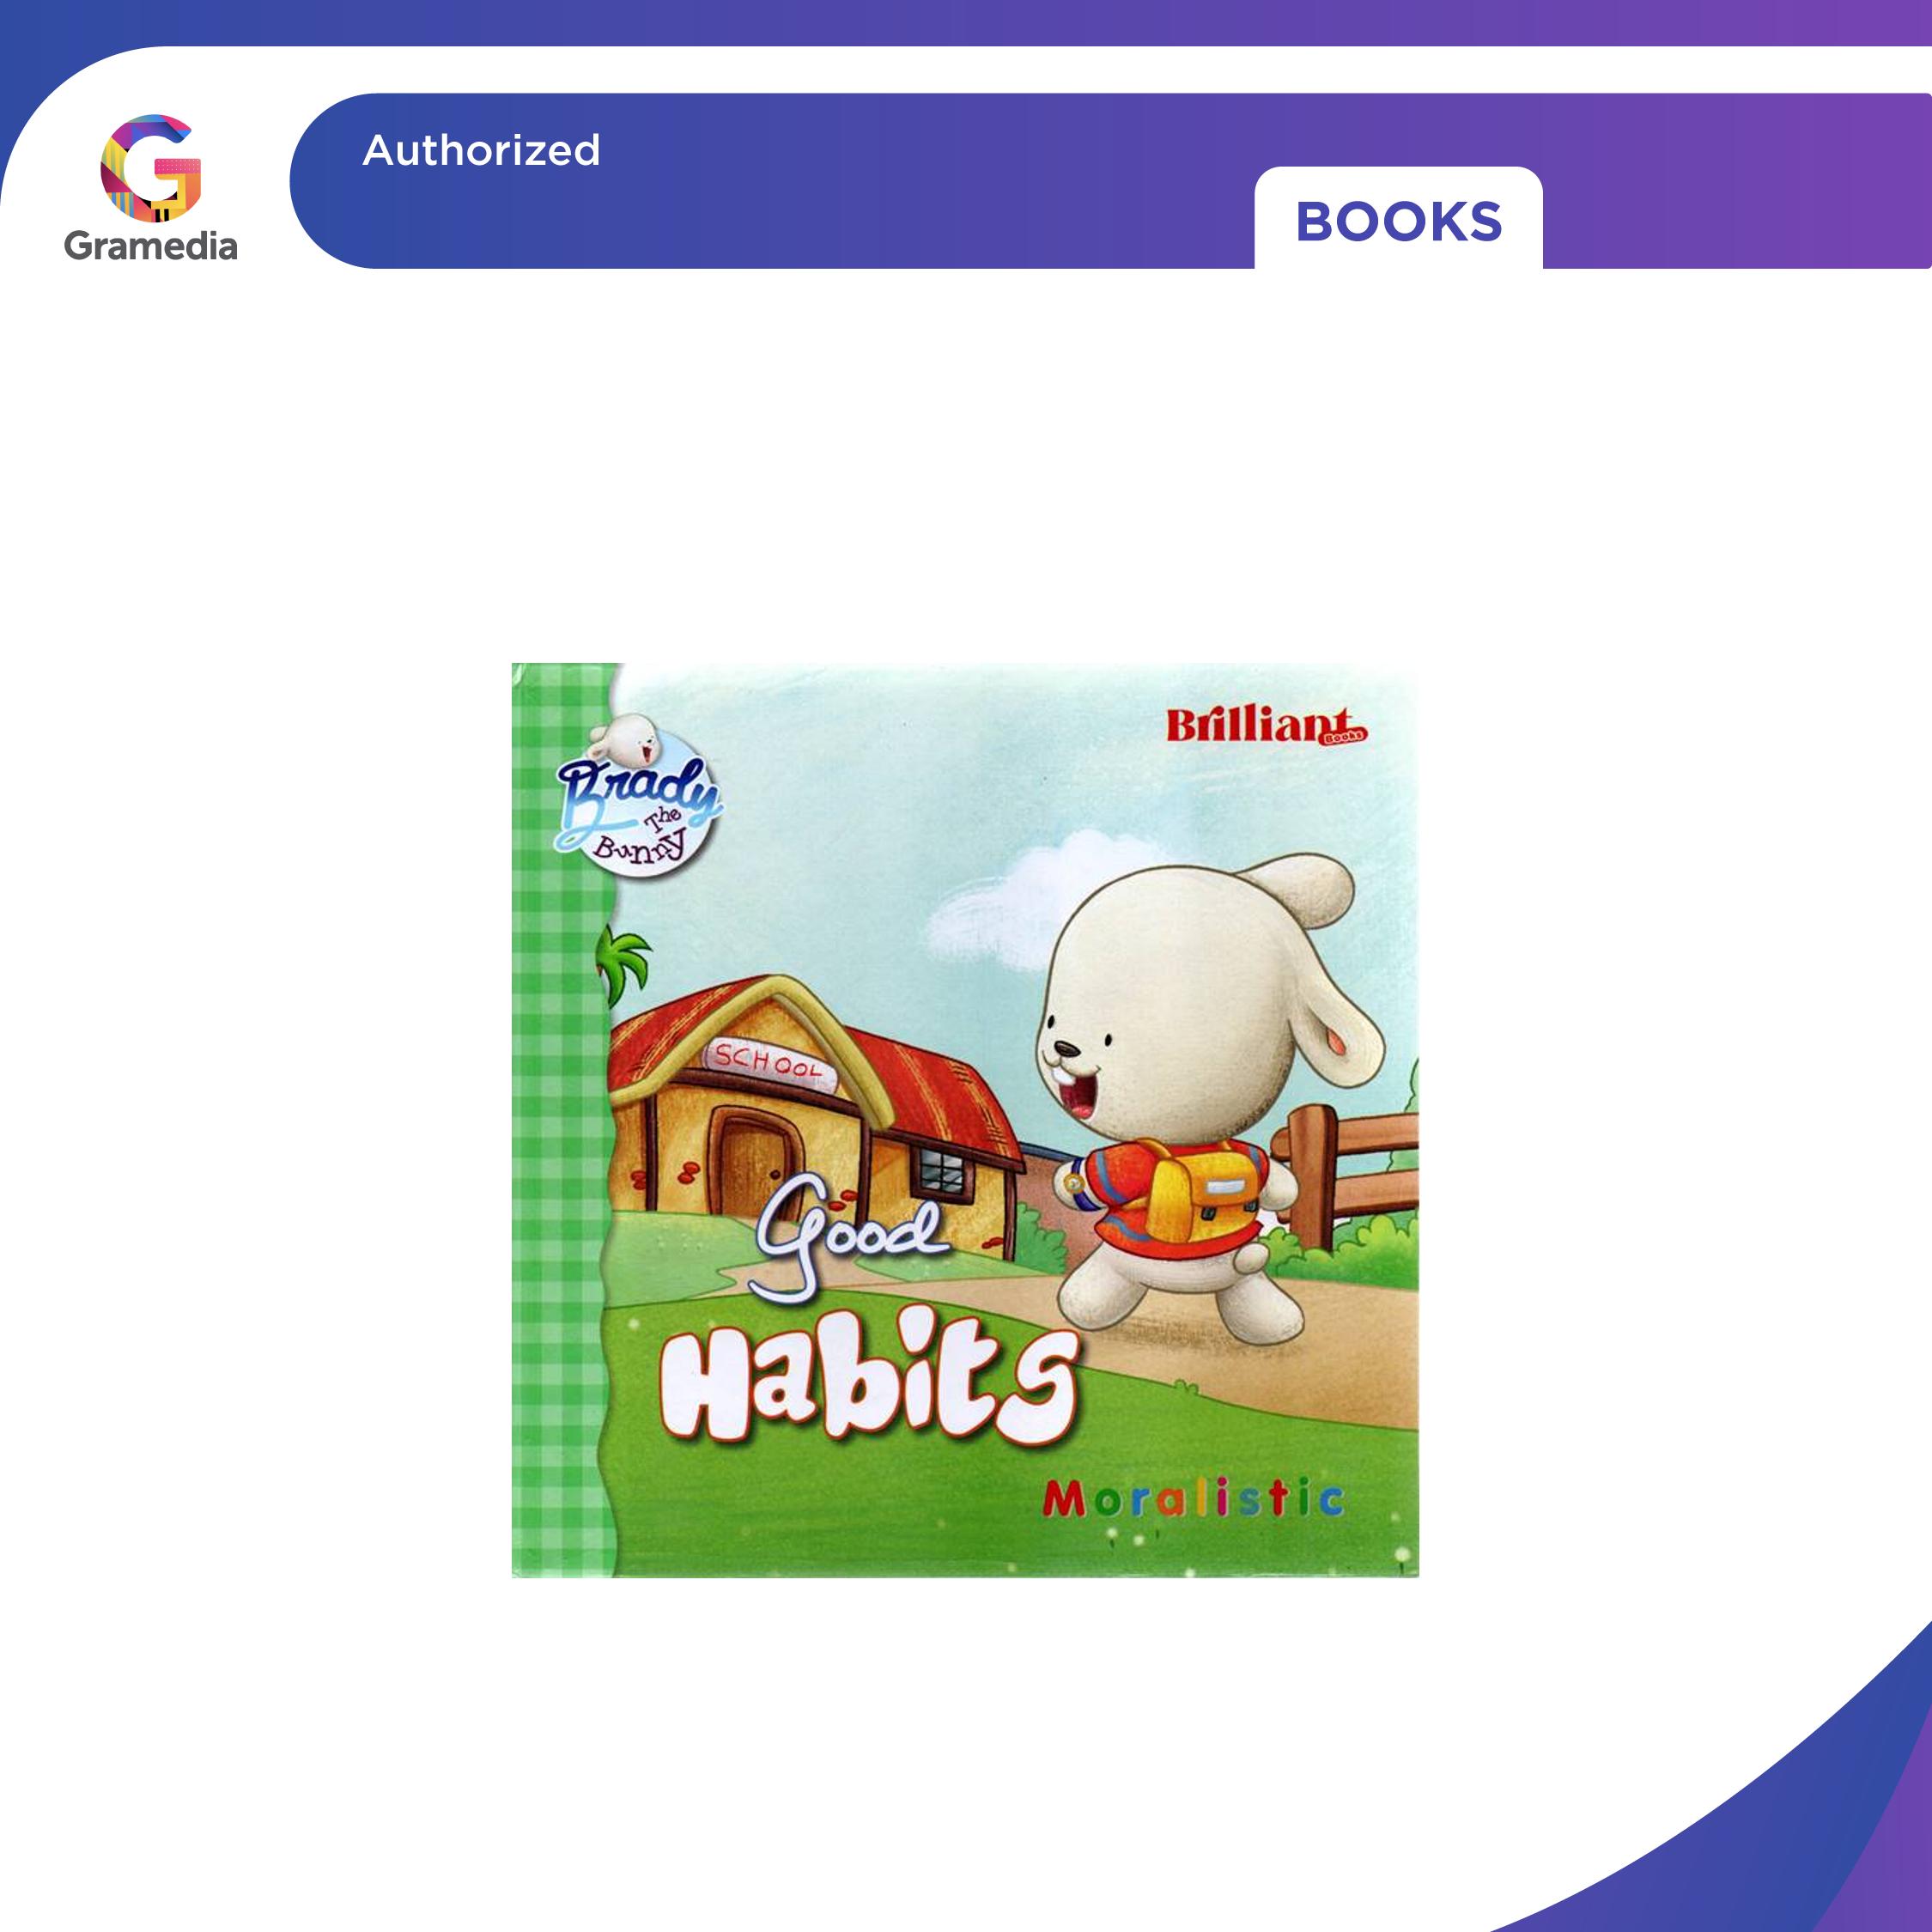 Authorized
Gramedia
BOOKS
Brilliant
Books
Brady
The
Bunny
SCHOOL
Good
Habits
Moralistic